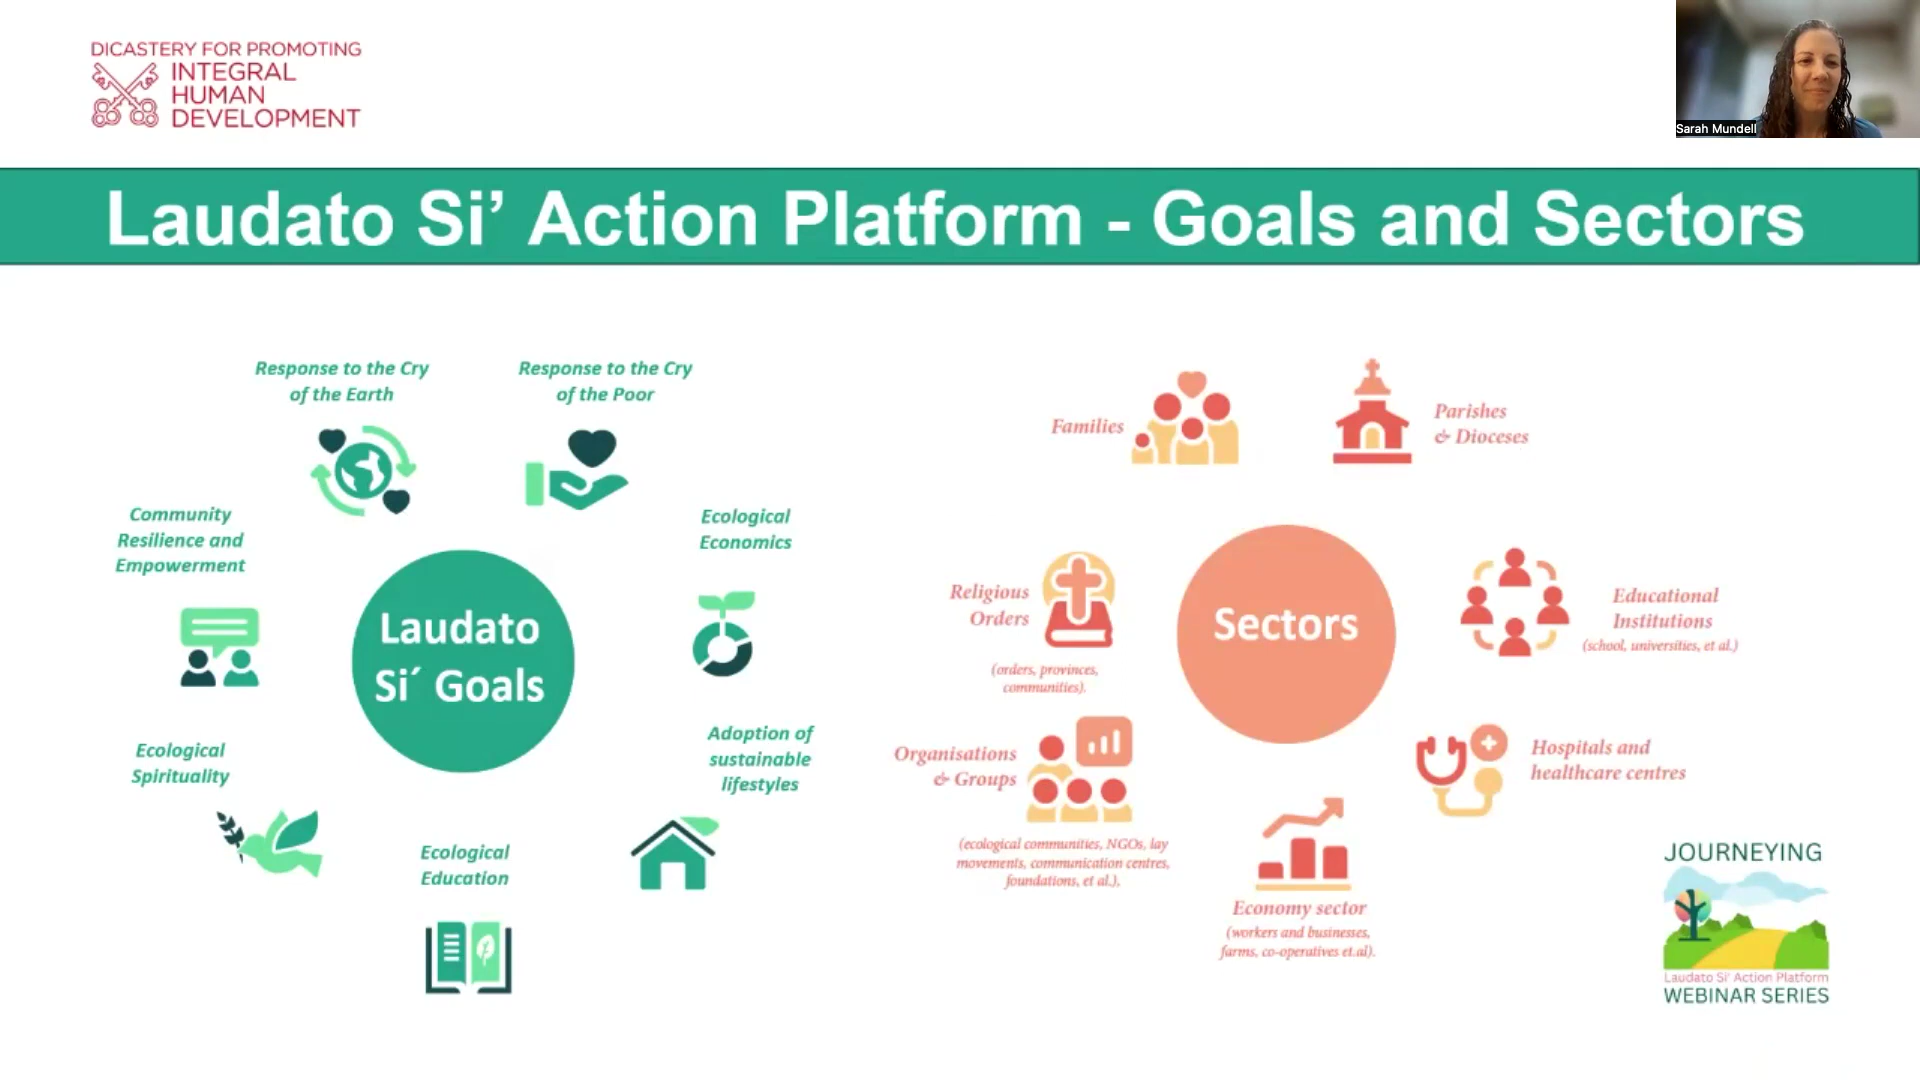 DICASTERY FOR PROMOTING
INTEGRAL
HUMAN
DEVELOPMENT
Sarah Mundell
Laudato Si’ Action Platform - Goals and Sectors
Response to the Cry
of the Earth
Response to the Cry
of the Poor
Community
Resilience and
Empowerment
Ecological
Economics
Laudato
Si´ Goals
Ecological
Spirituality
Adoption of
sustainable
lifestyles
Ecological
Education
Families
Parishes
& Dioceses
Religious
Orders
(orders, provinces,
communities).
Sectors
Educational
Institutions
(school, universities, et al.)
Organisations
& Groups
(ecological communities, NGOs, lay
movements, communication centres,
foundations, et al.),
Hospitals and
healthcare centres
Economy sector
(workers and businesses,
farms, co-operatives et.al).
JOURNEYING
Laudato Si' Action Platform
WEBINAR SERIES